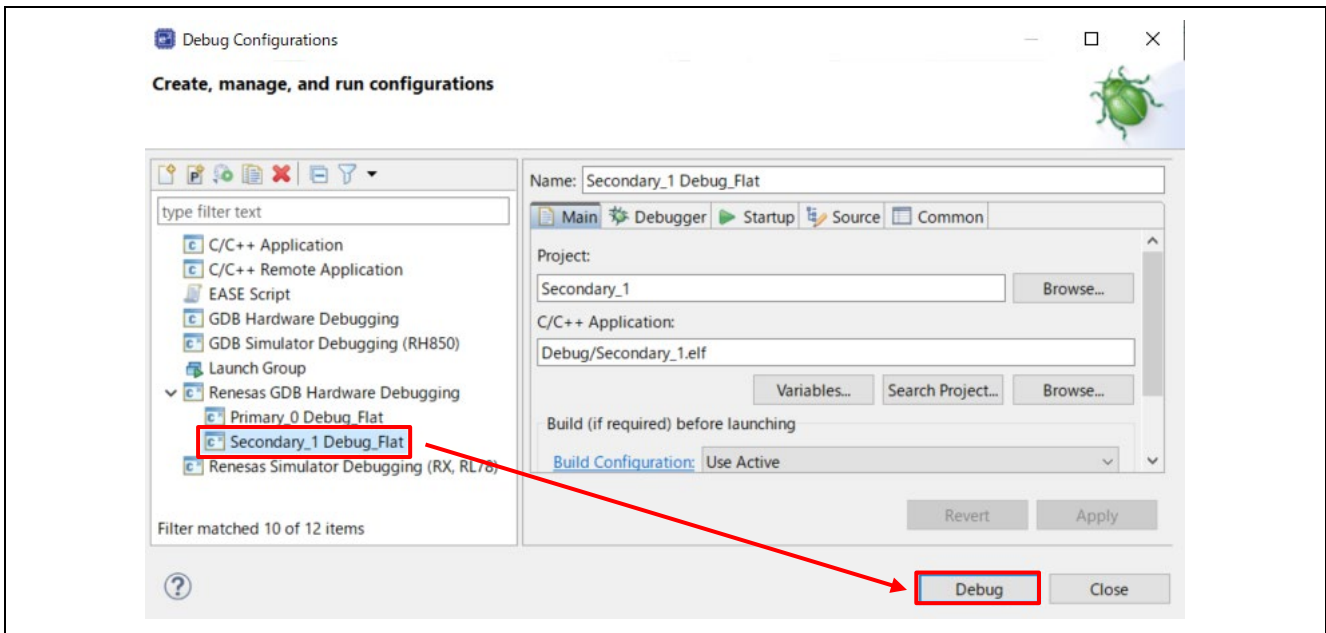 Debug Configurations
Create, manage, and run configurations
type filter text
C/C++ Application
C/C++ Remote Application
EASE Script
GDB Hardware Debugging
GDB Simulator Debugging (RH850)
Launch Group
Renesas GDB Hardware Debugging
Primary_0 Debug_Flat
Secondary_1 Debug_Flat
Renesas Simulator Debugging (RX, RL78)
Filter matched 10 of 12 items
Name: Secondary_1 Debug_Flat
Main Debugger Startup Source Common
Project:
Secondary_1 Browse...
C/C++ Application:
Debug/Secondary_1.elf
Variables... Search Project... Browse...
Build (if required) before launching
Build Configuration: Use Active
Revert Apply
? Debug Close